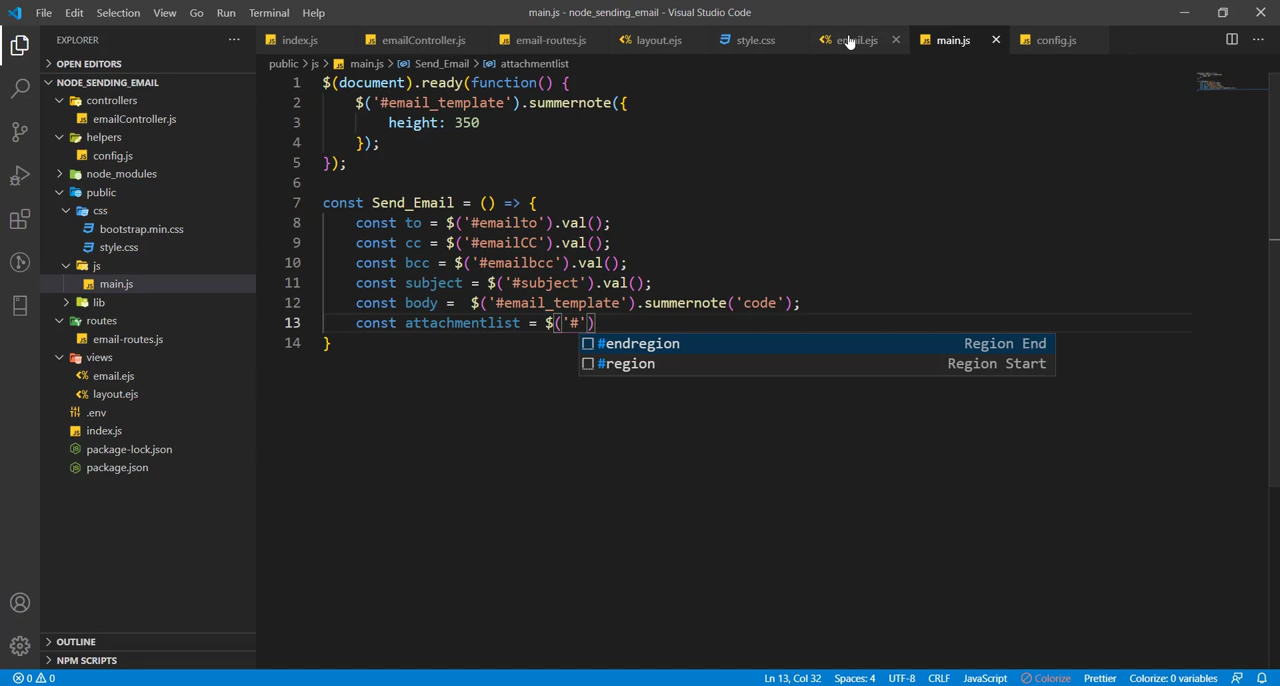 File Edit Selection View Go Run Terminal Help
main.js - node_sending_email - Visual Studio Code
EXPLORER
OPEN EDITORS
NODE_SENDING_EMAIL
controllers
emailController.js
helpers
config.js
node_modules
public
css
bootstrap.min.css
style.css
js
main.js
lib
routes
email-routes.js
views
email.ejs
layout.ejs
.env
index.js
package-lock.json
package.json
OUTLINE
NPM SCRIPTS
index.js emailController.js email-routes.js layout.ejs style.css email.ejs main.js config.js
public > js > main.js > Send_Email > attachmentlist
1 $(document).ready(function() {
2 $('#email_template').summernote({
3 height: 350
4 });
5 });
6
7 const Send_Email = () => {
8 const to = $('#emailto').val();
9 const cc = $('#emailCC').val();
10 const bcc = $('#emailbcc').val();
11 const subject = $('#subject').val();
12 const body =  $('#email_template').summernote('code');
13 const attachmentlist = $('#')
14 }
#endregion Region End
#region Region Start
0 0 Ln 13, Col 32 Spaces: 4 UTF-8 CRLF JavaScript Colorize Prettier Colorize: 0 variables